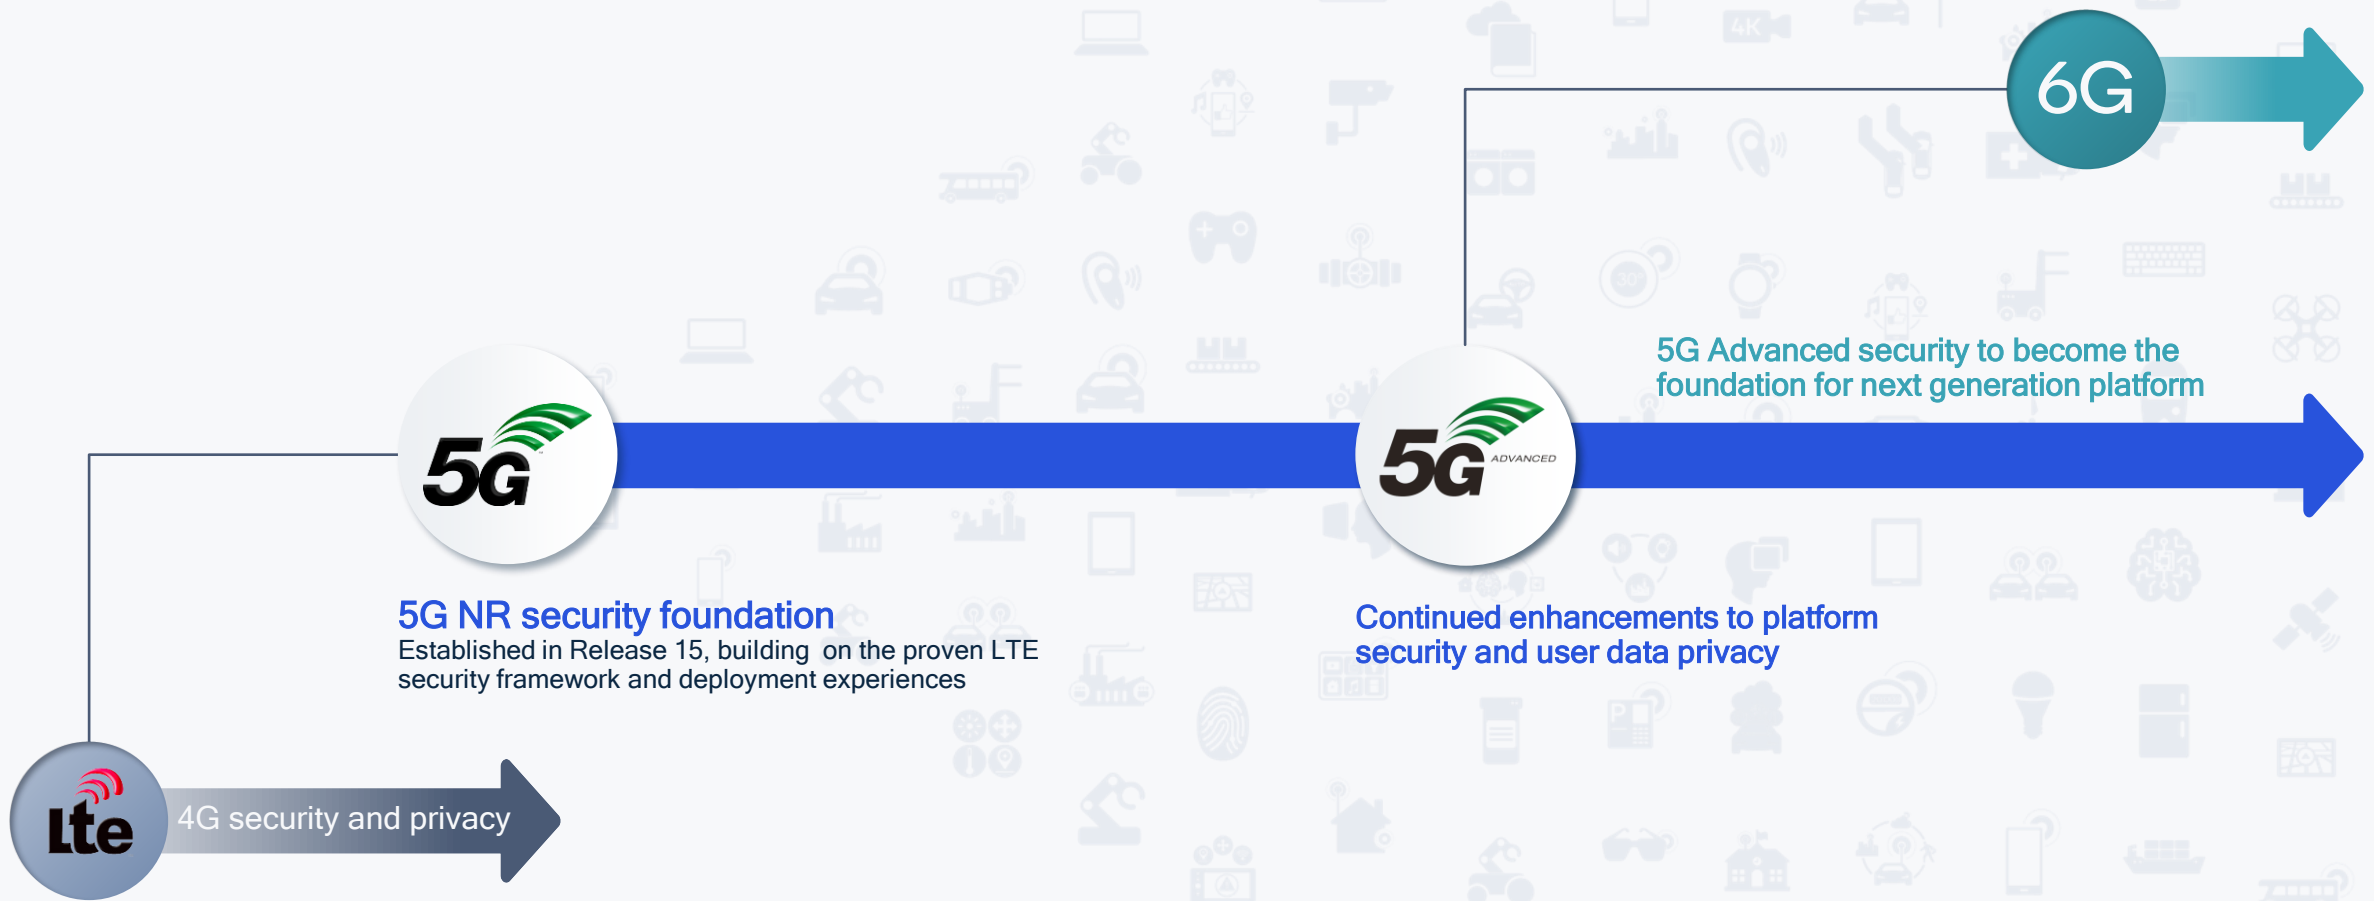 6G
5G Advanced security to become the
foundation for next generation platform
5G
5G ADVANCED
5G NR security foundation
Established in Release 15, building on the proven LTE
security framework and deployment experiences
Continued enhancements to platform
security and user data privacy
Lte
4G security and privacy
4K
30°
P